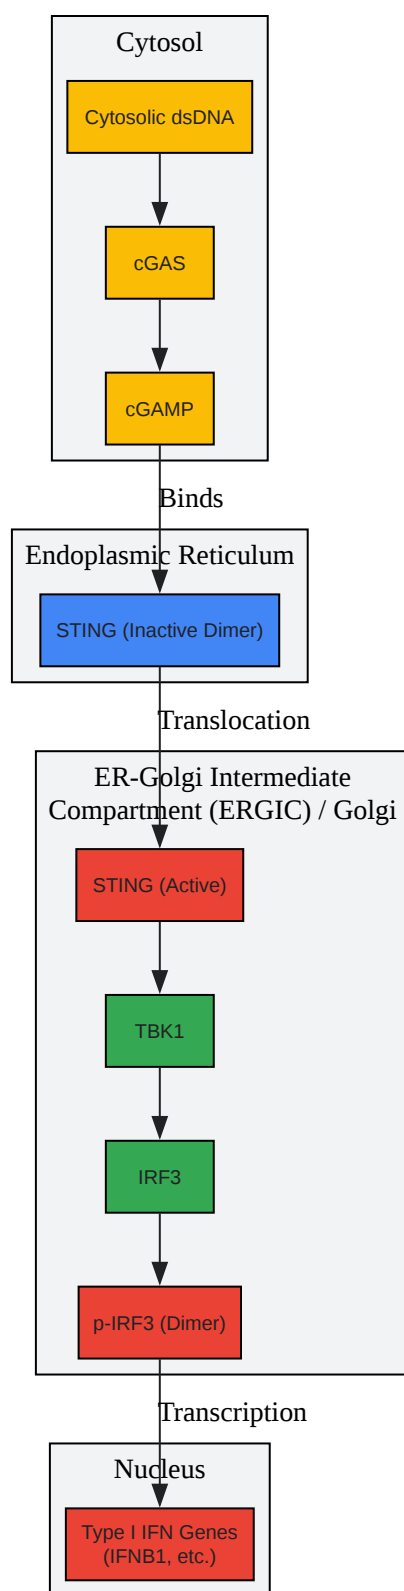 Cytosol
Cytosolic dsDNA
cGAS
cGAMP
Binds
Endoplasmic Reticulum
STING (Inactive Dimer)
Translocation
ER-Golgi Intermediate
Compartment (ERGIC) / Golgi
STING (Active)
TBK1
IRF3
p-IRF3 (Dimer)
Transcription
Nucleus
Type I IFN Genes
(IFNB1, etc.)